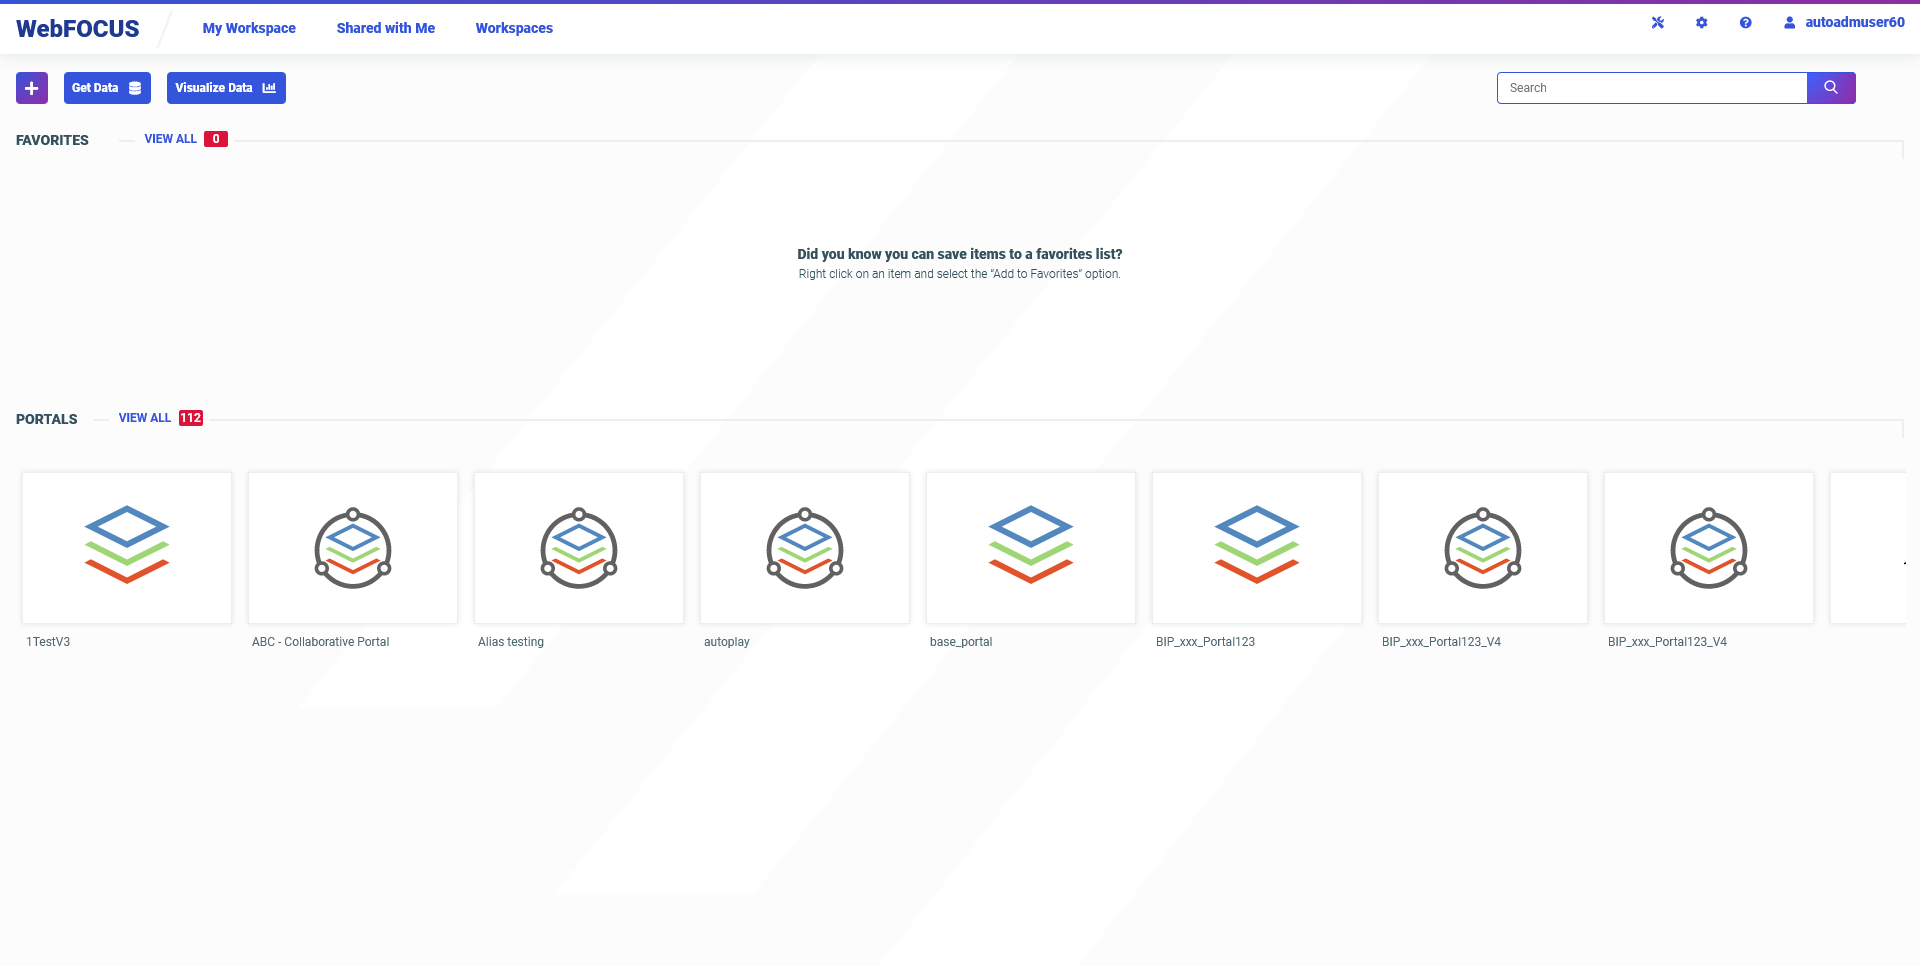 WebFOCUS
My Workspace
Shared with Me
Workspaces
autoadmuser60
Get Data
Visualize Data
Search
FAVORITES
VIEW ALL 0
Did you know you can save items to a favorites list?
Right click on an item and select the "Add to Favorites" option.
PORTALS
VIEW ALL 112
1TestV3
ABC - Collaborative Portal
Alias testing
autoplay
base_portal
BIP_xxx_Portal123
BIP_xxx_Portal123_V4
BIP_xxx_Portal123_V4